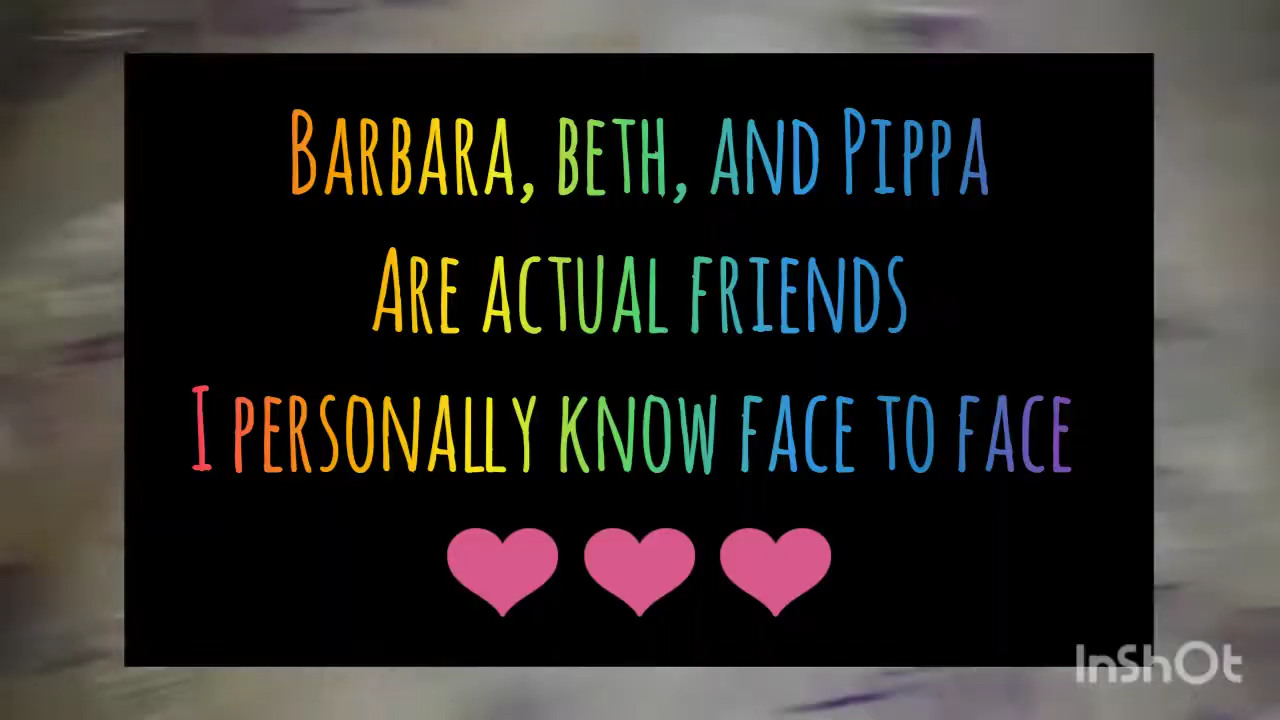 Barbara, beth, and Pippa
Are actual friends
I personally know face to face
InShOt